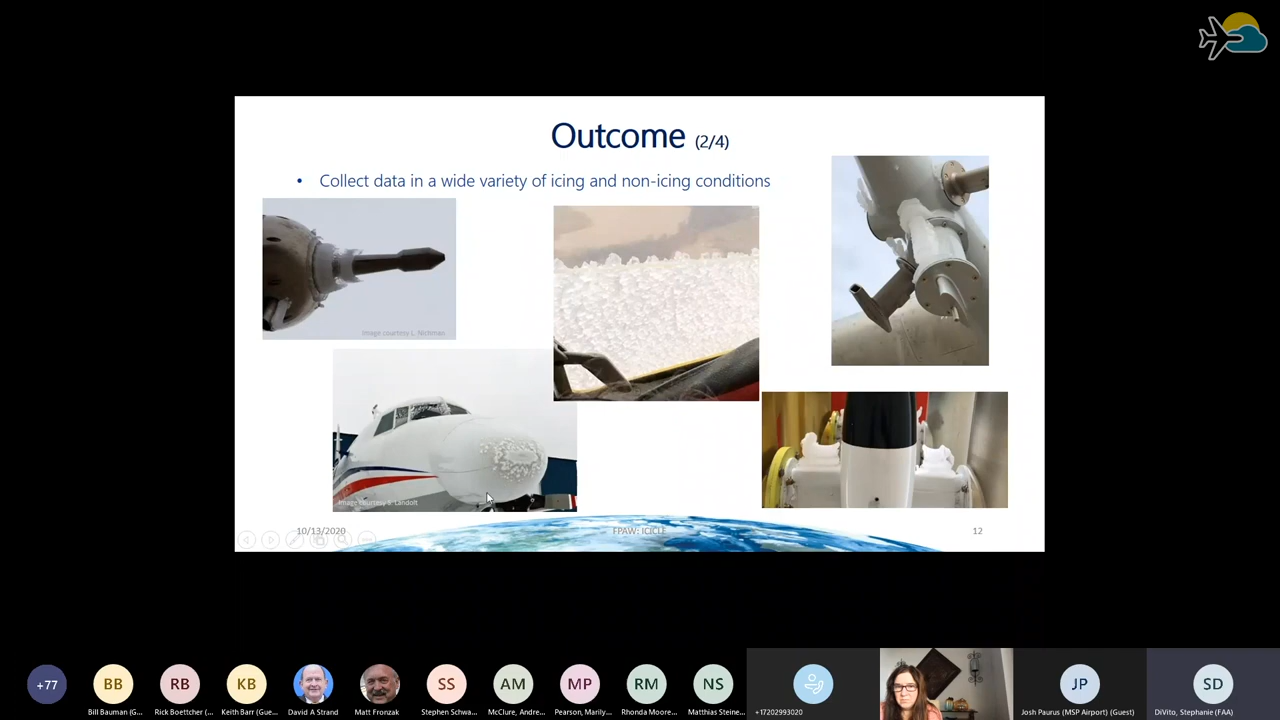 Outcome (2/4)
• Collect data in a wide variety of icing and non-icing conditions
Image courtesy L. Nichman
Image courtesy S. Landolt
10/13/2020
FPAW: ICICLE
12
+77
BB
RB
KB
SS
AM
MP
RM
NS
JP
SD
Bill Bauman (G...
Rick Boettcher (...
Keith Barr (Gue...
David A Strand
Matt Fronzak
Stephen Schwa...
McClure, Andre...
Pearson, Marily...
Rhonda Moore...
Matthias Steine...
+17202993020
Josh Paurus (MSP Airport) (Guest)
DiVito, Stephanie (FAA)